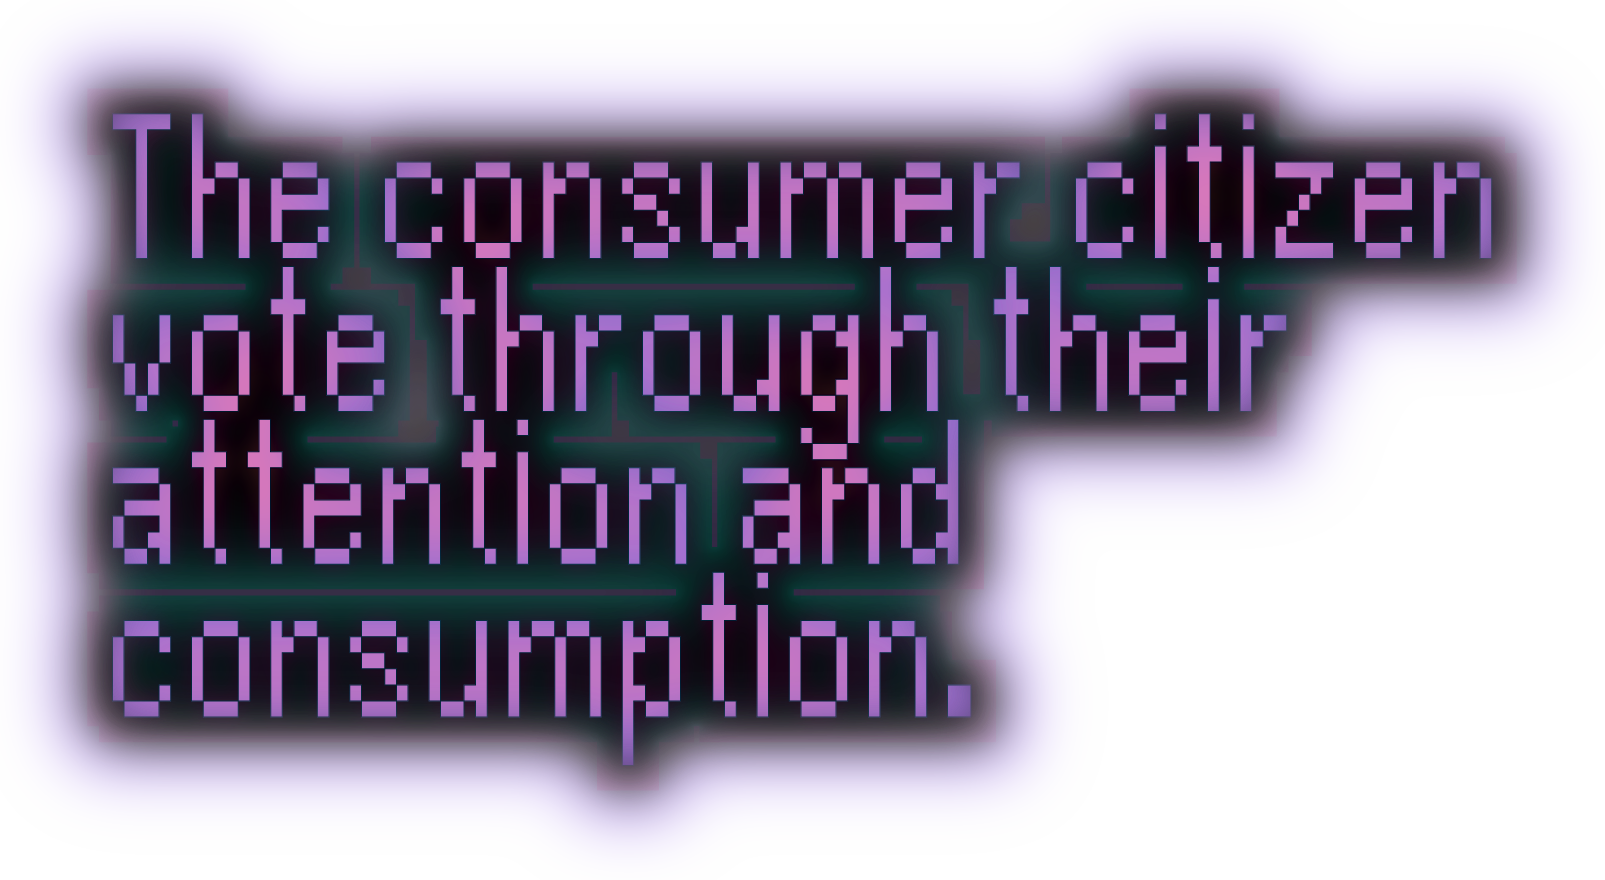 The consumer citizen
vote through their
attention and
consumption.